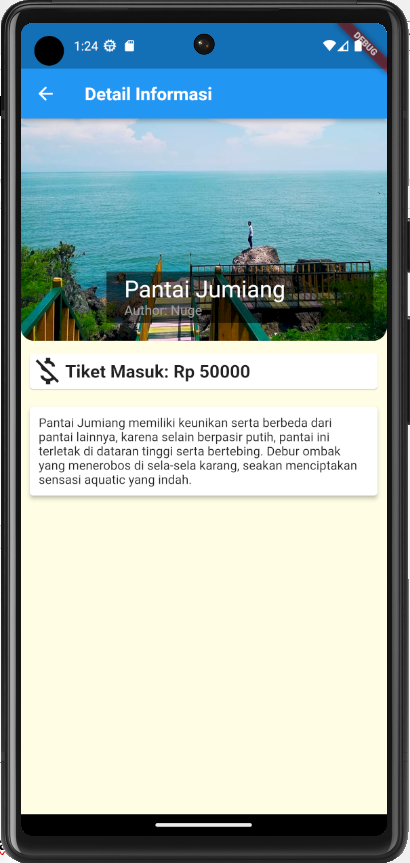 1:24
DEBUG
Detail Informasi
Pantai Jumiang
Author: Nuge
Tiket Masuk: Rp 50000
Pantai Jumiang memiliki keunikan serta berbeda dari
pantai lainnya, karena selain berpasir putih, pantai ini
terletak di dataran tinggi serta bertebing. Debur ombak
yang menerobos di sela-sela karang, seakan menciptakan
sensasi aquatic yang indah.